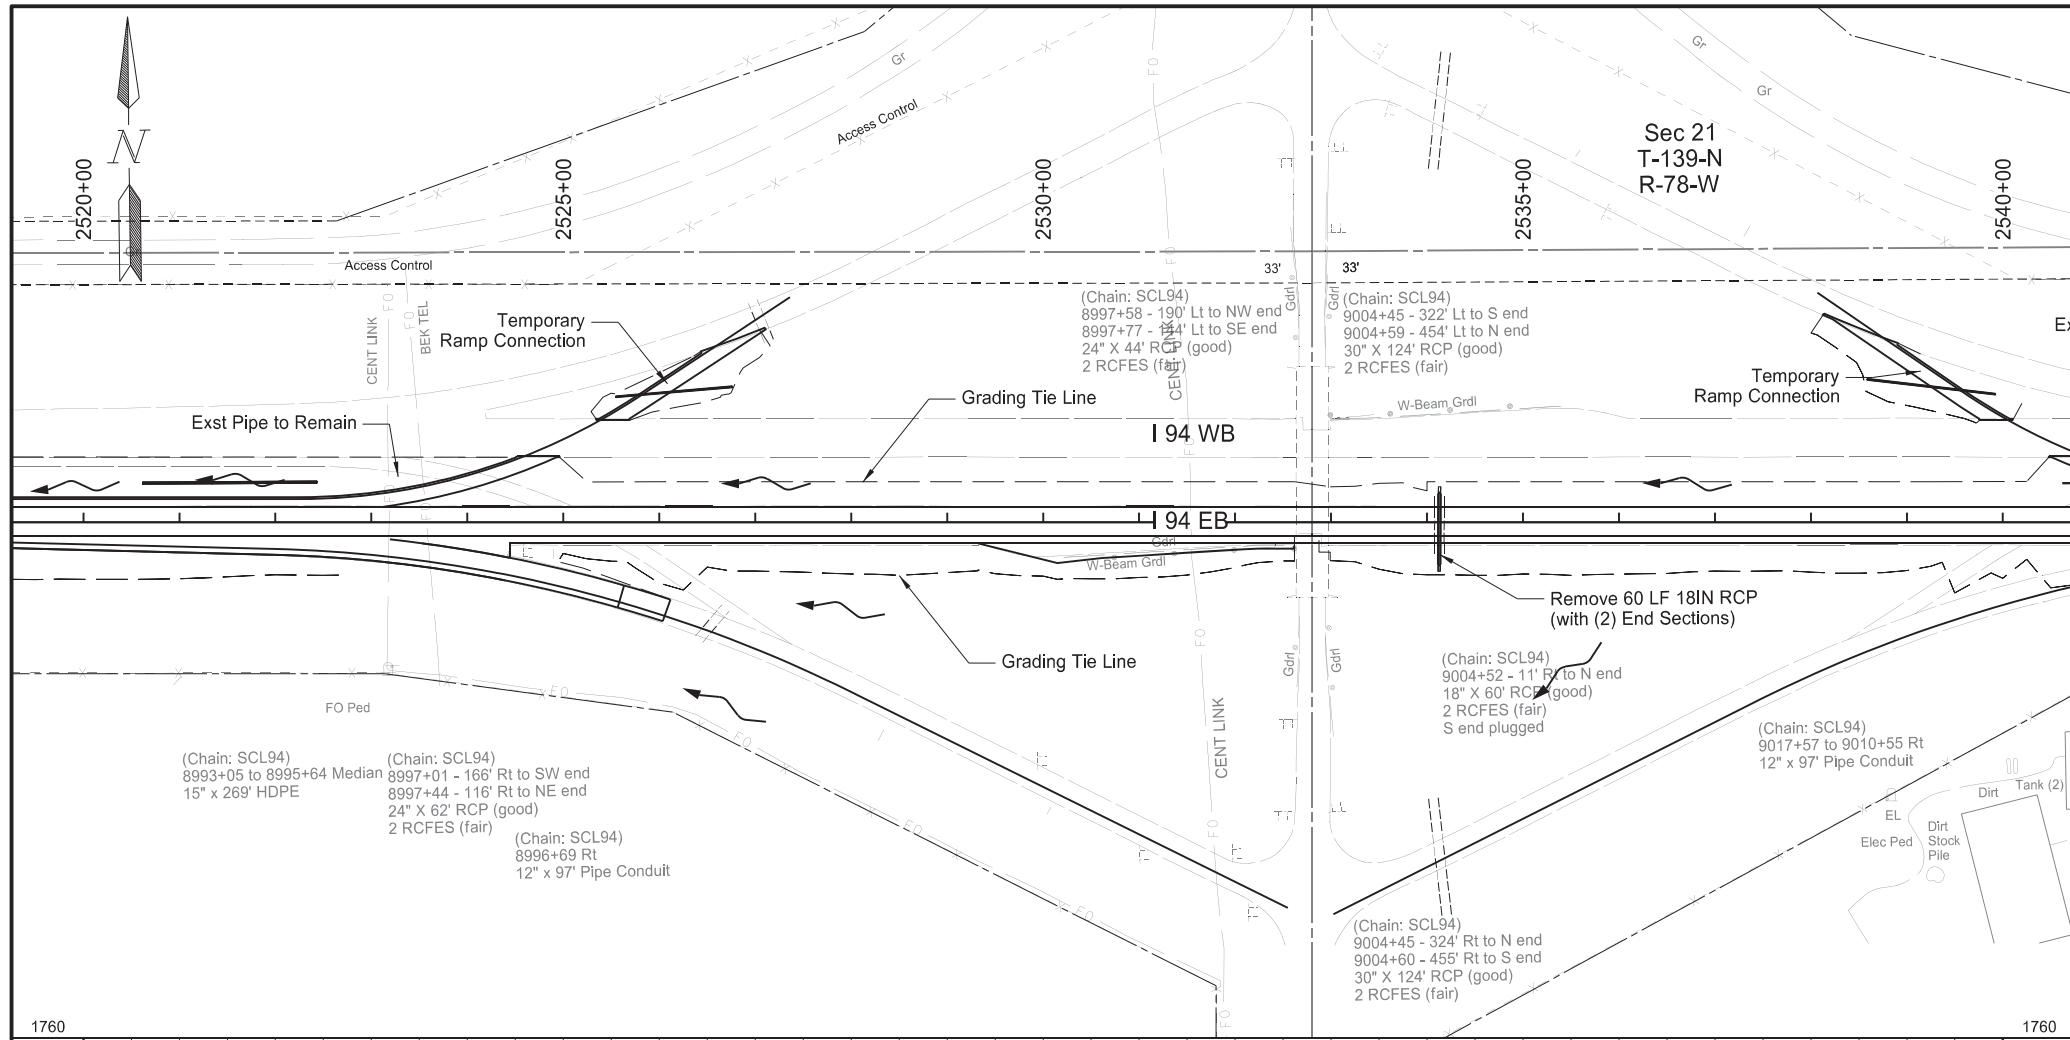 N
2520+00
2525+00
2530+00
2535+00
2540+00
Gr
Gr
Gr
Access Control
Access Control
Sec 21
T-139-N
R-78-W
33'
33'
CENT LINK
BEK TEL
FO
Temporary
Ramp Connection
(Chain: SCL94)
8997+58 - 190' Lt to NW end
8997+77 - 144' Lt to SE end
24" X 44' RCP (good)
2 RCFES (fair)
CENT LINK
Gdrl
Gdrl
(Chain: SCL94)
9004+45 - 322' Lt to S end
9004+59 - 454' Lt to N end
30" X 124' RCP (good)
2 RCFES (fair)
Temporary
Ramp Connection
Ex
Exst Pipe to Remain
Grading Tie Line
W-Beam Grdl
I 94 WB
I 94 EB
Gdrl
W-Beam Grdl
Grading Tie Line
Remove 60 LF 18IN RCP
(with (2) End Sections)
Gdrl
Gdrl
(Chain: SCL94)
9004+52 - 11' Rt to N end
18" X 60' RCP (good)
2 RCFES (fair)
S end plugged
FO Ped
CENT LINK
(Chain: SCL94)
8993+05 to 8995+64 Median
15" x 269' HDPE
(Chain: SCL94)
8997+01 - 166' Rt to SW end
8997+44 - 116' Rt to NE end
24" X 62' RCP (good)
2 RCFES (fair)
(Chain: SCL94)
8996+69 Rt
12" x 97' Pipe Conduit
(Chain: SCL94)
9017+57 to 9010+55 Rt
12" x 97' Pipe Conduit
Dirt
Tank (2)
EL
Elec Ped
Dirt
Stock
Pile
(Chain: SCL94)
9004+45 - 324' Rt to N end
9004+60 - 455' Rt to S end
30" X 124' RCP (good)
2 RCFES (fair)
1760
1760